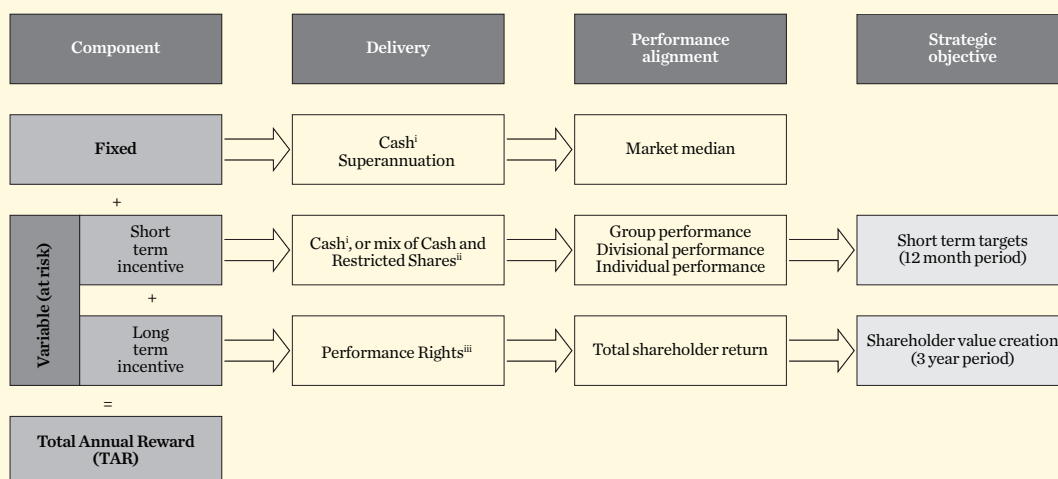 Component
Delivery
Performance
alignment
Strategic
objective
Fixed
Cashⁱ
Superannuation
Market median
+
Variable (at risk)
Short
term
incentive
Cashⁱ, or mix of Cash and
Restricted Sharesⁱⁱ
Group performance
Divisional performance
Individual performance
Short term targets
(12 month period)
+
Long
term
incentive
Performance Rightsⁱⁱⁱ
Total shareholder return
Shareholder value creation
(3 year period)
=
Total Annual Reward
(TAR)